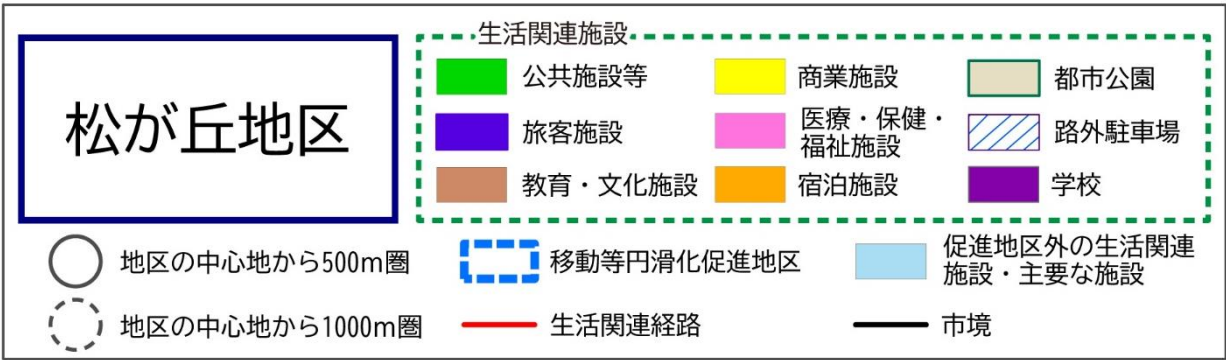 松が丘地区
生活関連施設
公共施設等
商業施設
都市公園
旅客施設
医療・保健・
福祉施設
路外駐車場
教育・文化施設
宿泊施設
学校
地区の中心地から500m圏
移動等円滑化促進地区
促進地区外の生活関連
施設・主要な施設
地区の中心地から1000m圏
生活関連経路
市境